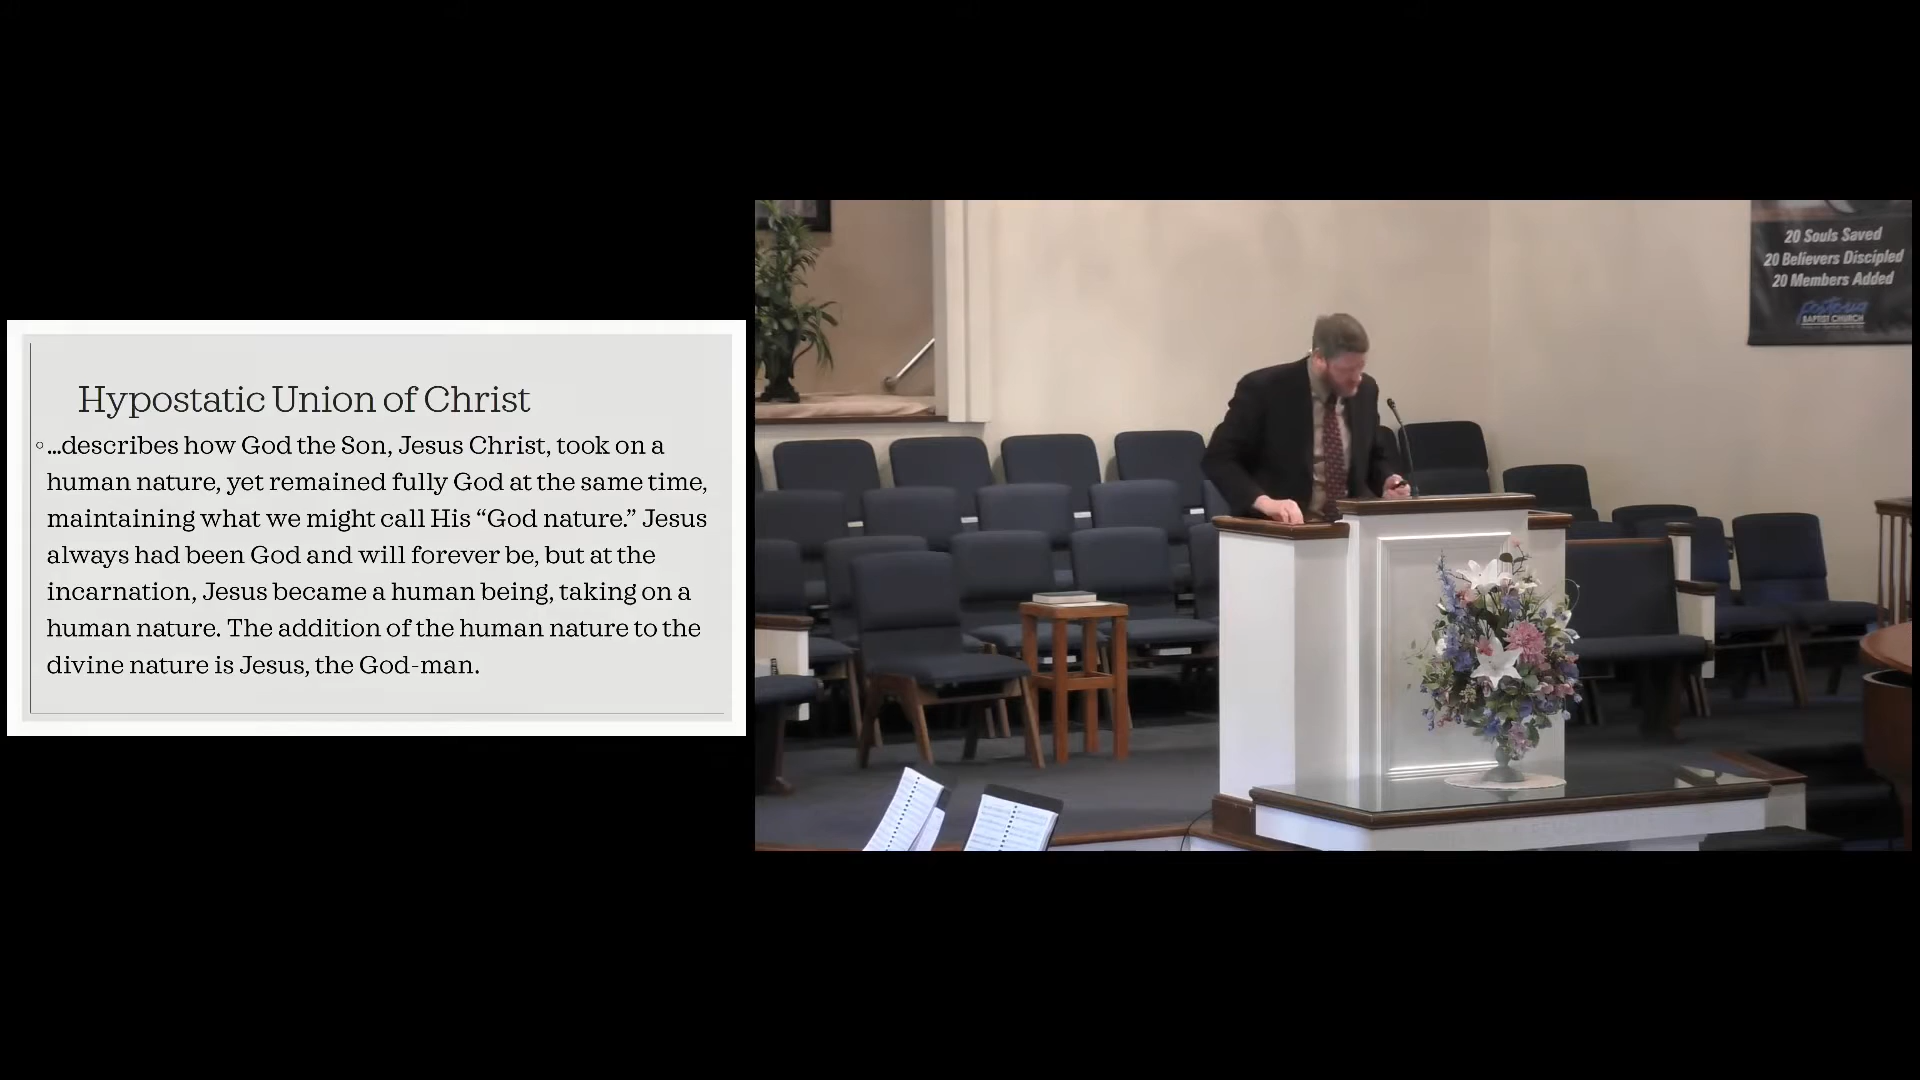 Hypostatic Union of Christ
…describes how God the Son, Jesus Christ, took on a
human nature, yet remained fully God at the same time,
maintaining what we might call His “God nature.” Jesus
always had been God and will forever be, but at the
incarnation, Jesus became a human being, taking on a
human nature. The addition of the human nature to the
divine nature is Jesus, the God-man.
20 Souls Saved
20 Believers Discipled
20 Members Added
BAPTIST CHURCH